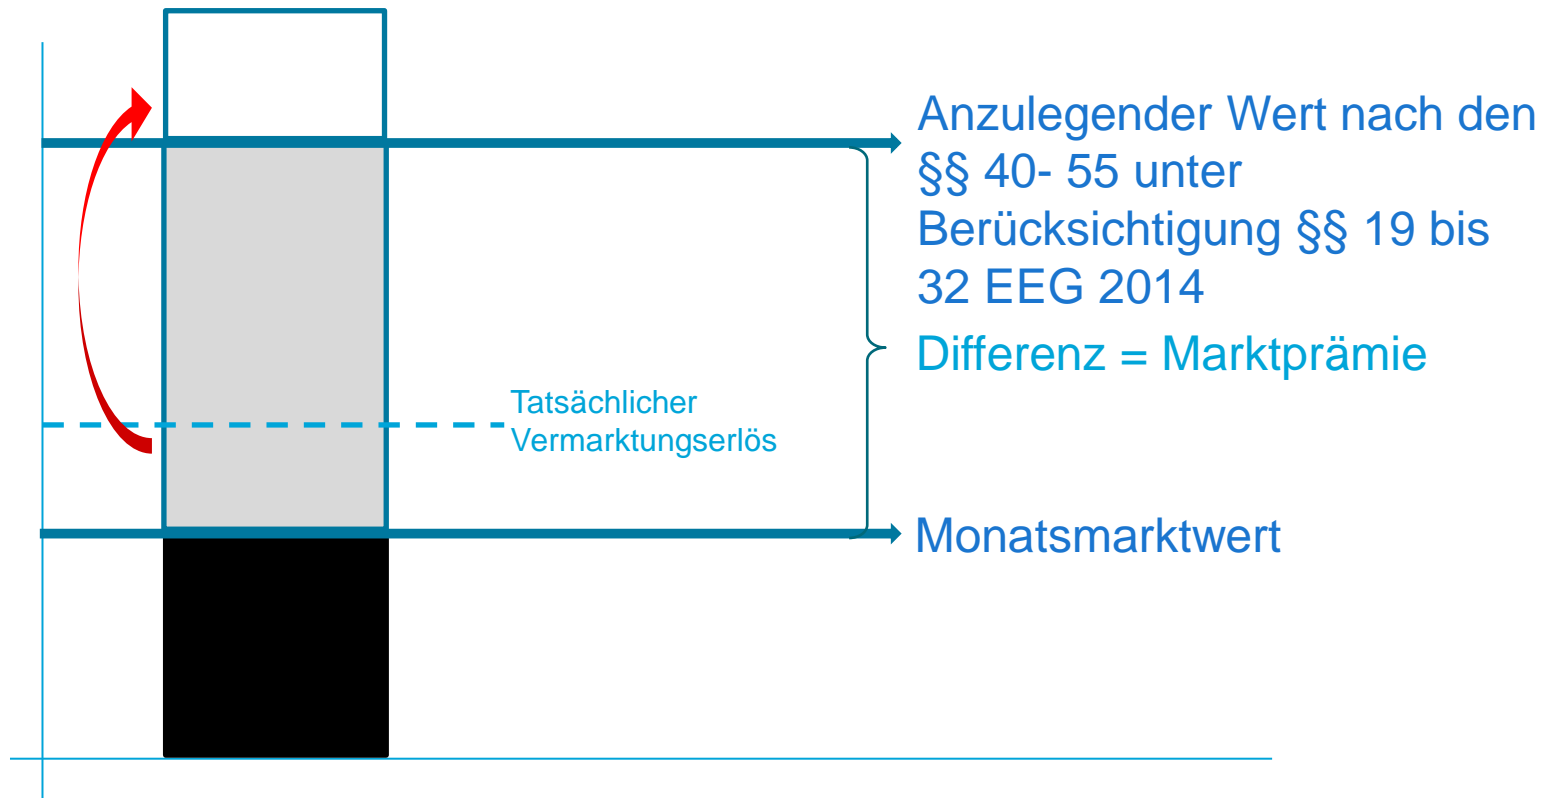 Anzulegender Wert nach den
§§ 40- 55 unter
Berücksichtigung §§ 19 bis
32 EEG 2014
Differenz = Marktprämie
Tatsächlicher
Vermarktungserlös
Monatsmarktwert